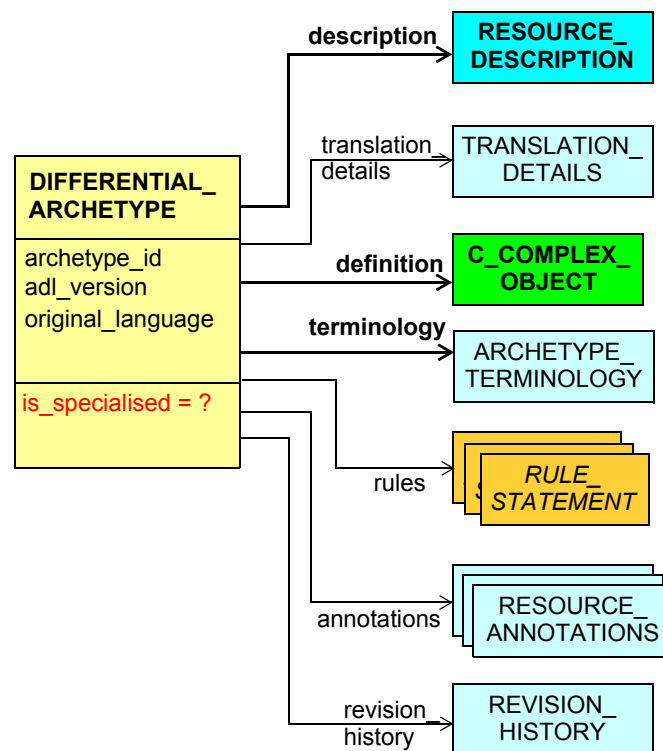 description
RESOURCE_
DESCRIPTION
translation_
details
TRANSLATION_
DETAILS
DIFFERENTIAL_
ARCHETYPE
archetype_id
adl_version
original_language
is_specialised = ?
definition
C_COMPLEX_
OBJECT
terminology
ARCHETYPE_
TERMINOLOGY
rules
RULE_
STATEMENT
annotations
RESOURCE_
ANNOTATIONS
revision_
history
REVISION_
HISTORY